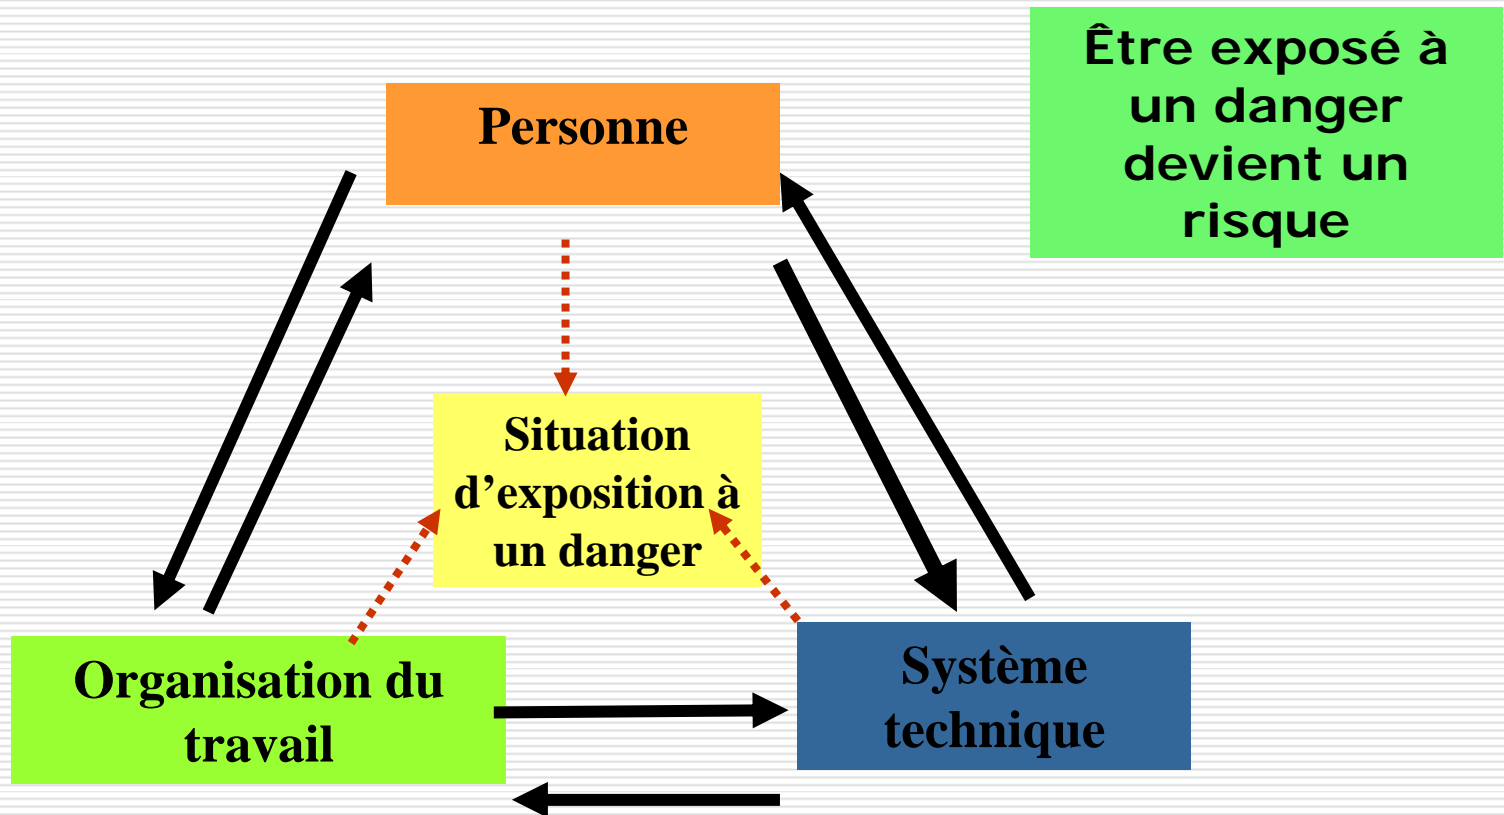 Être exposé à
un danger
devient un
risque
Personne
Situation
d’exposition à
un danger
Organisation du
travail
Système
technique